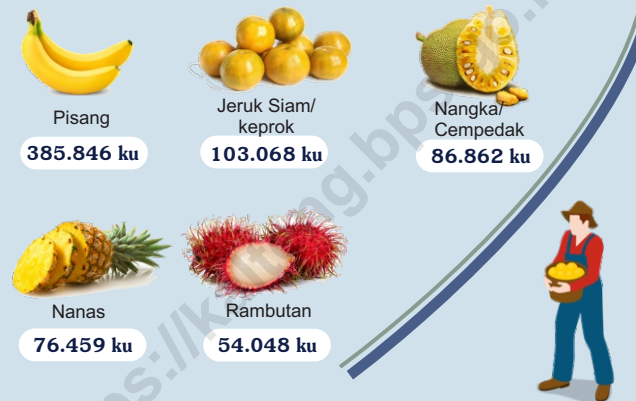 Pisang
385.846 ku
Jeruk Siam/
keprok
103.068 ku
Nangka/
Cempedak
86.862 ku
Nanas
76.459 ku
Rambutan
54.048 ku